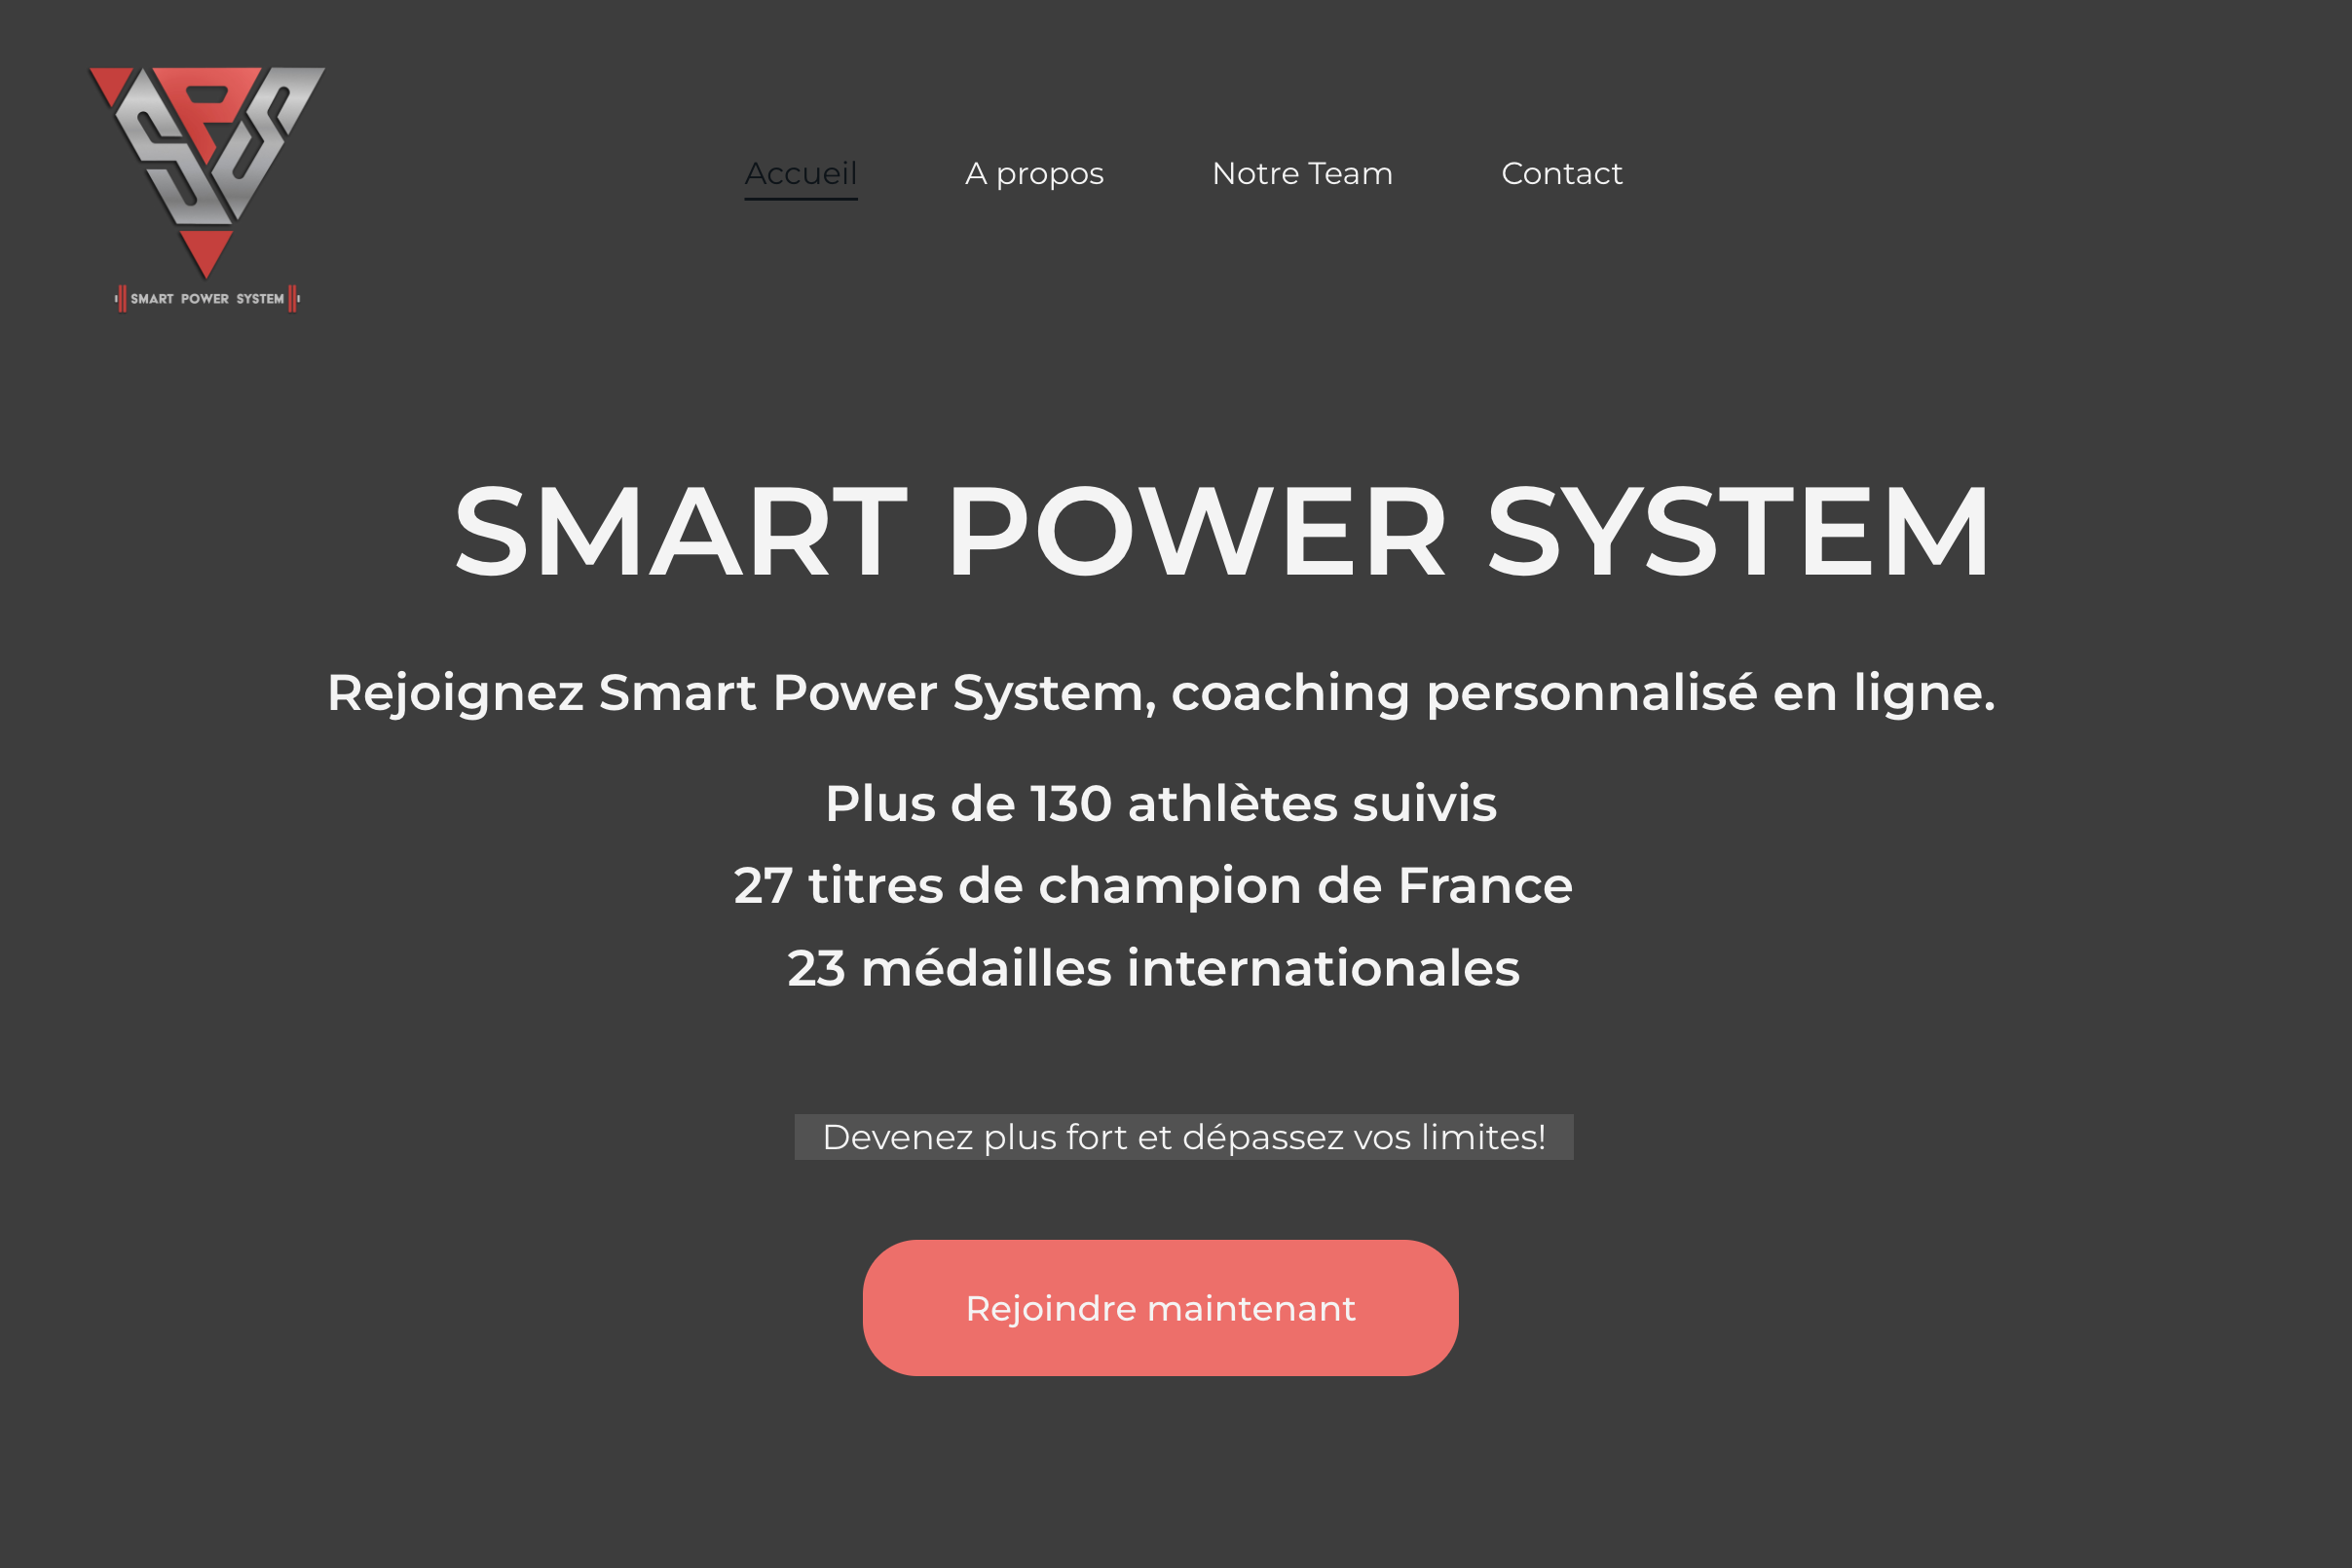 SPS
SMART POWER SYSTEM
Accueil
A propos
Notre Team
Contact
SMART POWER SYSTEM
Rejoignez Smart Power System, coaching personnalisé en ligne.
Plus de 130 athlètes suivis
27 titres de champion de France
23 médailles internationales
Devenez plus fort et dépassez vos limites!
Rejoindre maintenant